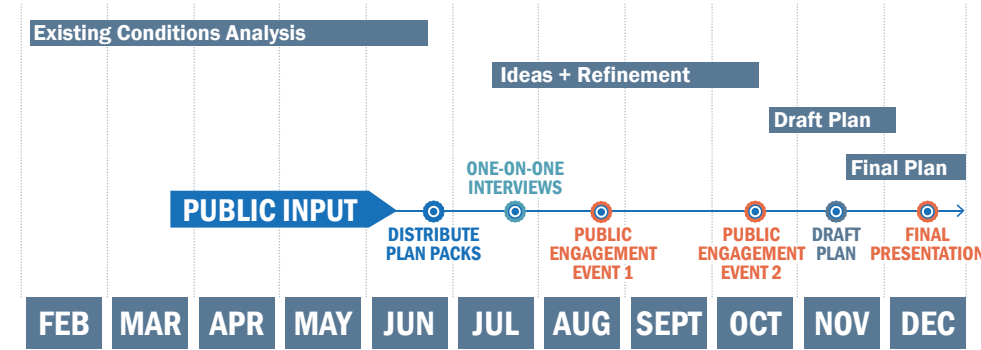 Existing Conditions Analysis
Ideas + Refinement
Draft Plan
Final Plan
ONE-ON-ONE
INTERVIEWS
PUBLIC INPUT
DISTRIBUTE
PLAN PACKS
PUBLIC
ENGAGEMENT
EVENT 1
PUBLIC
ENGAGEMENT
EVENT 2
DRAFT
PLAN
FINAL
PRESENTATION
FEB
MAR
APR
MAY
JUN
JUL
AUG
SEPT
OCT
NOV
DEC